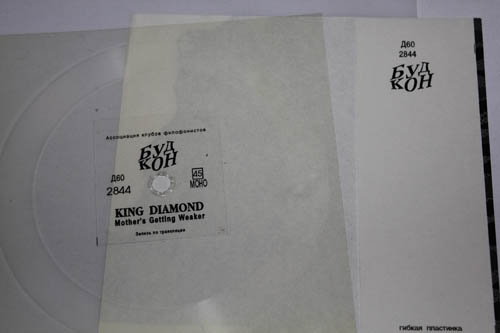 Ассоциация клубов филофонистов
БУД
КОН
Д60
2844
45
МОНО
KING DIAMOND
Mother's Getting Weaker
Запись по трансляции
Д60
2844
БУД
КОН
гибкая пластинка